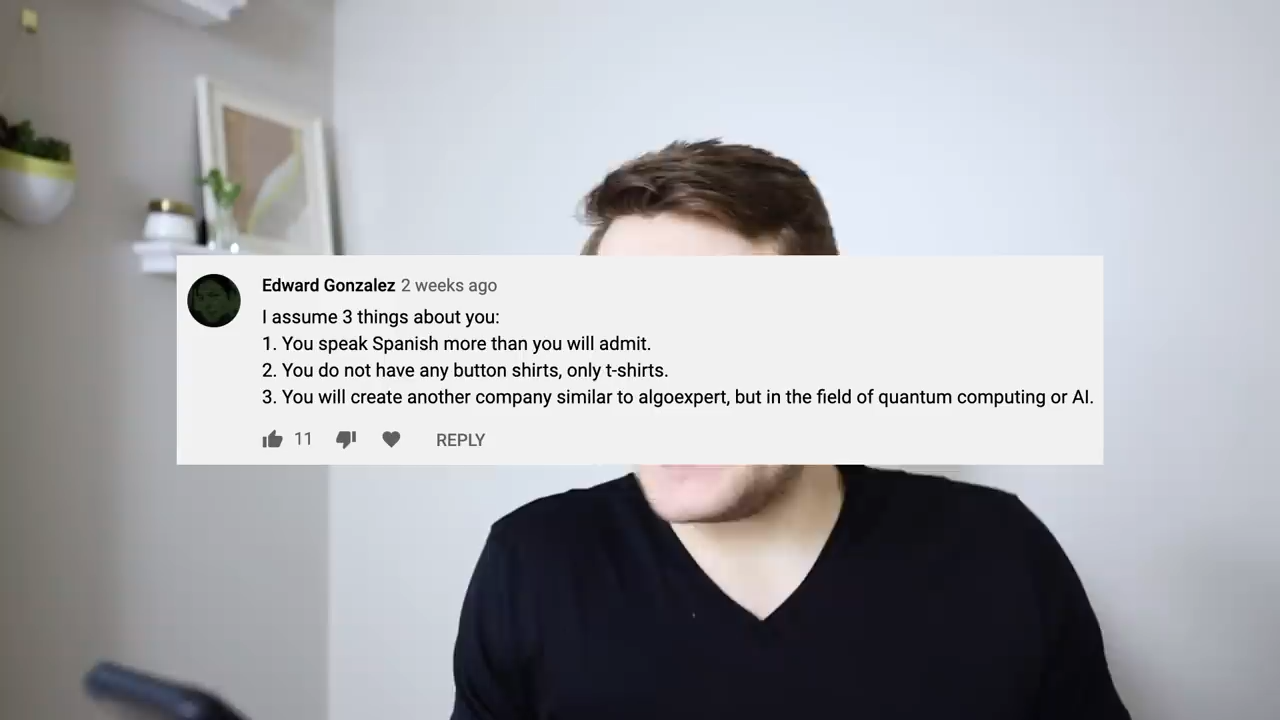 Edward Gonzalez 2 weeks ago
I assume 3 things about you:
1. You speak Spanish more than you will admit.
2. You do not have any button shirts, only t-shirts.
3. You will create another company similar to algoexpert, but in the field of quantum computing or AI.
11 REPLY